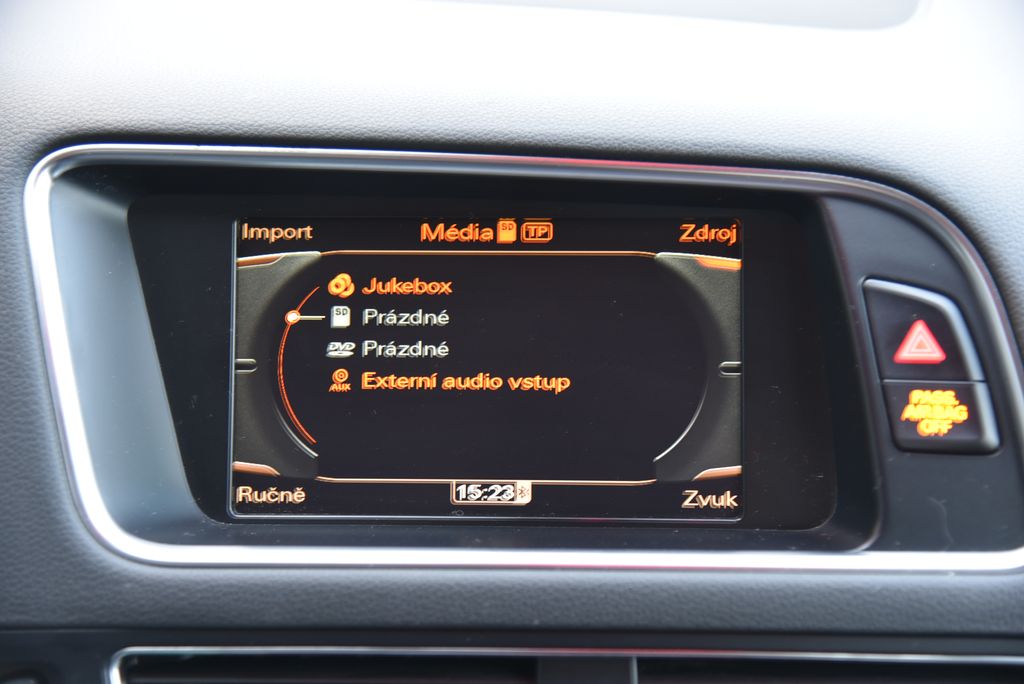 Import Média SD TP Zdroj
Jukebox
SD Prázdné
DVD Prázdné
AUX Externí audio vstup
Ručně 15:23 Zvuk
PASS.
AIRBAG
OFF